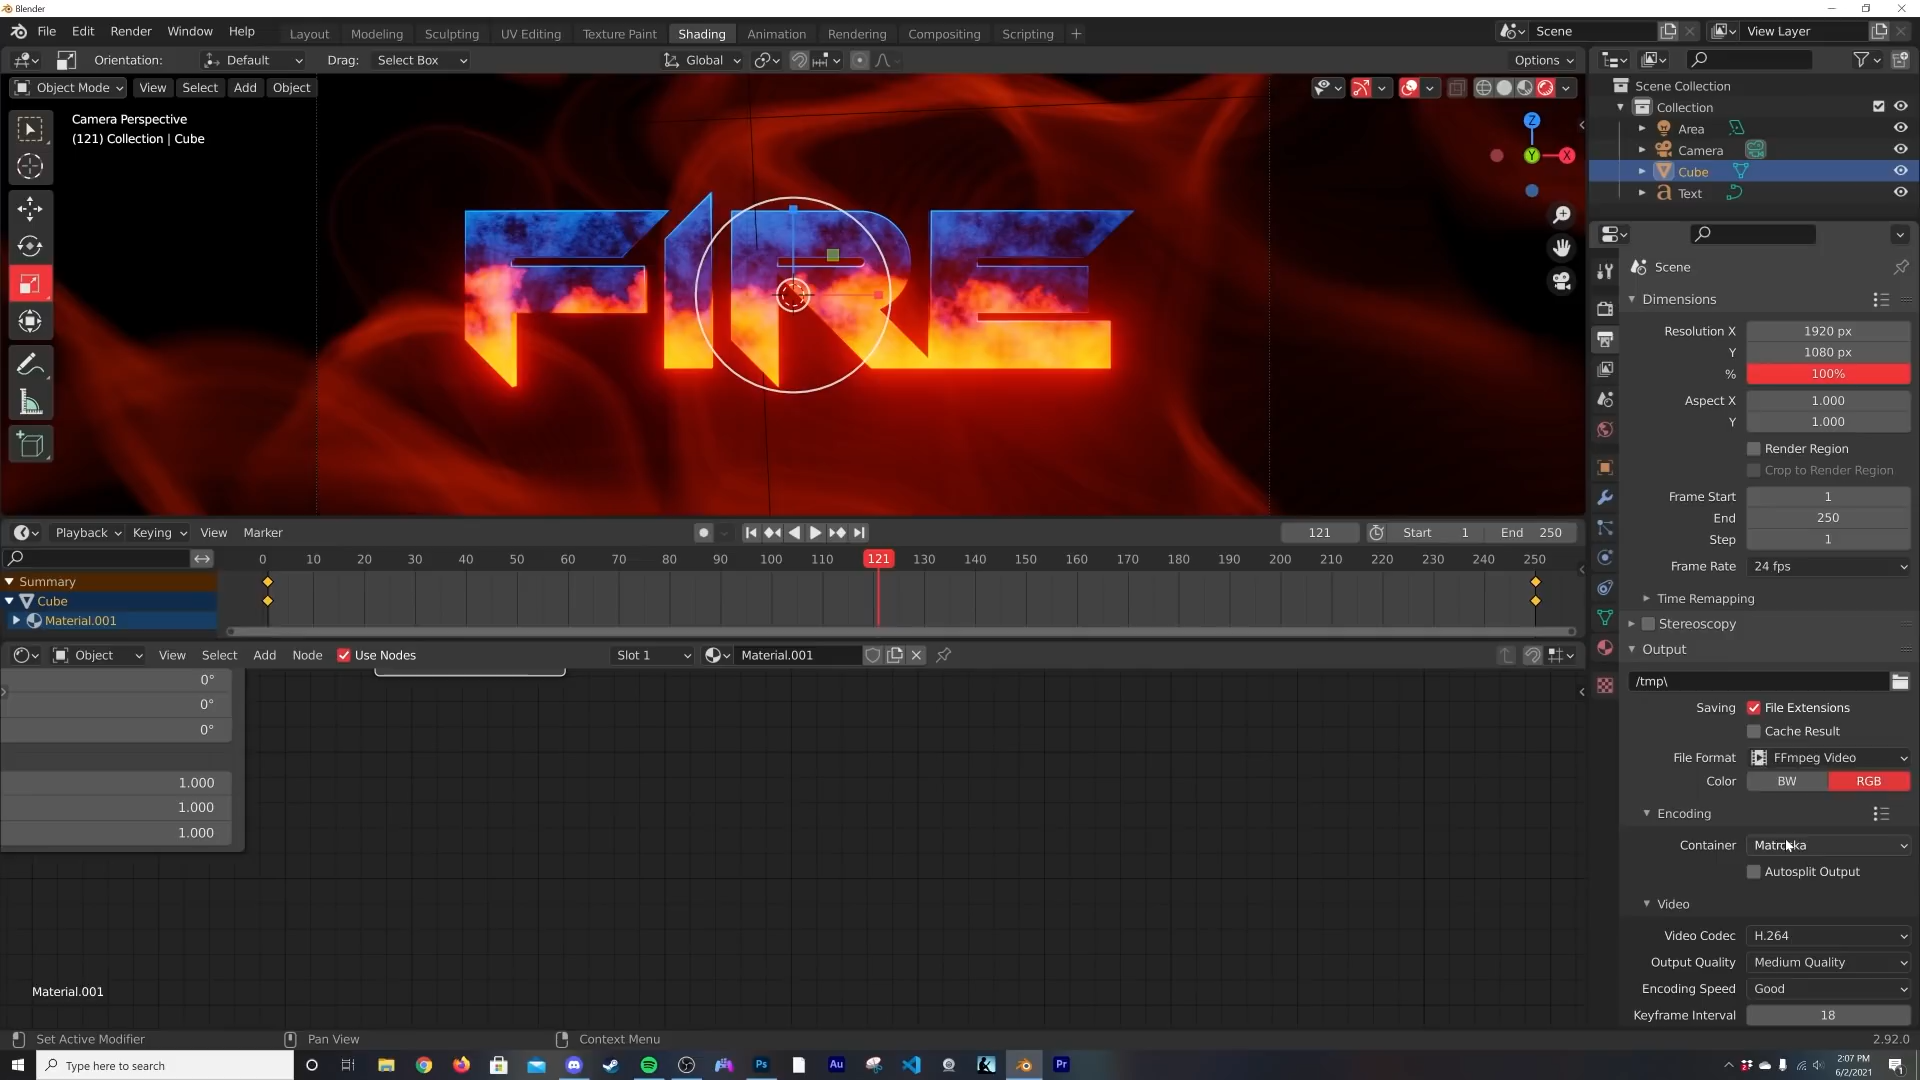 Blender
File Edit Render Window Help Layout Modeling Sculpting UV Editing Texture Paint Shading Animation Rendering Compositing Scripting + Scene View Layer
Orientation: Default Drag: Select Box Global Options
Object Mode View Select Add Object
Camera Perspective
(121) Collection | Cube
Z
Y
X
FIRE
Scene Collection
Collection
Area
Camera
Cube
Text
Scene
Dimensions
Resolution X 1920 px
Y 1080 px
% 100%
Aspect X 1.000
Y 1.000
Render Region
Crop to Render Region
Frame Start 1
End 250
Step 1
Frame Rate 24 fps
Time Remapping
Stereoscopy
Output
/tmp\
Saving File Extensions
Cache Result
File Format FFmpeg Video
Color BW RGB
Encoding
Container Matroska
Autosplit Output
Video
Video Codec H.264
Output Quality Medium Quality
Encoding Speed Good
Keyframe Interval 18
Playback Keying View Marker 121 Start 1 End 250
0 10 20 30 40 50 60 70 80 90 100 110 121 130 140 150 160 170 180 190 200 210 220 230 240 250
Summary
Cube
Material.001
Object View Select Add Node Use Nodes Slot 1 Material.001
0°
0°
0°
1.000
1.000
1.000
Material.001
Set Active Modifier Pan View Context Menu 2.92.0
Type here to search Ps Au Pr
2:07 PM
6/2/2021